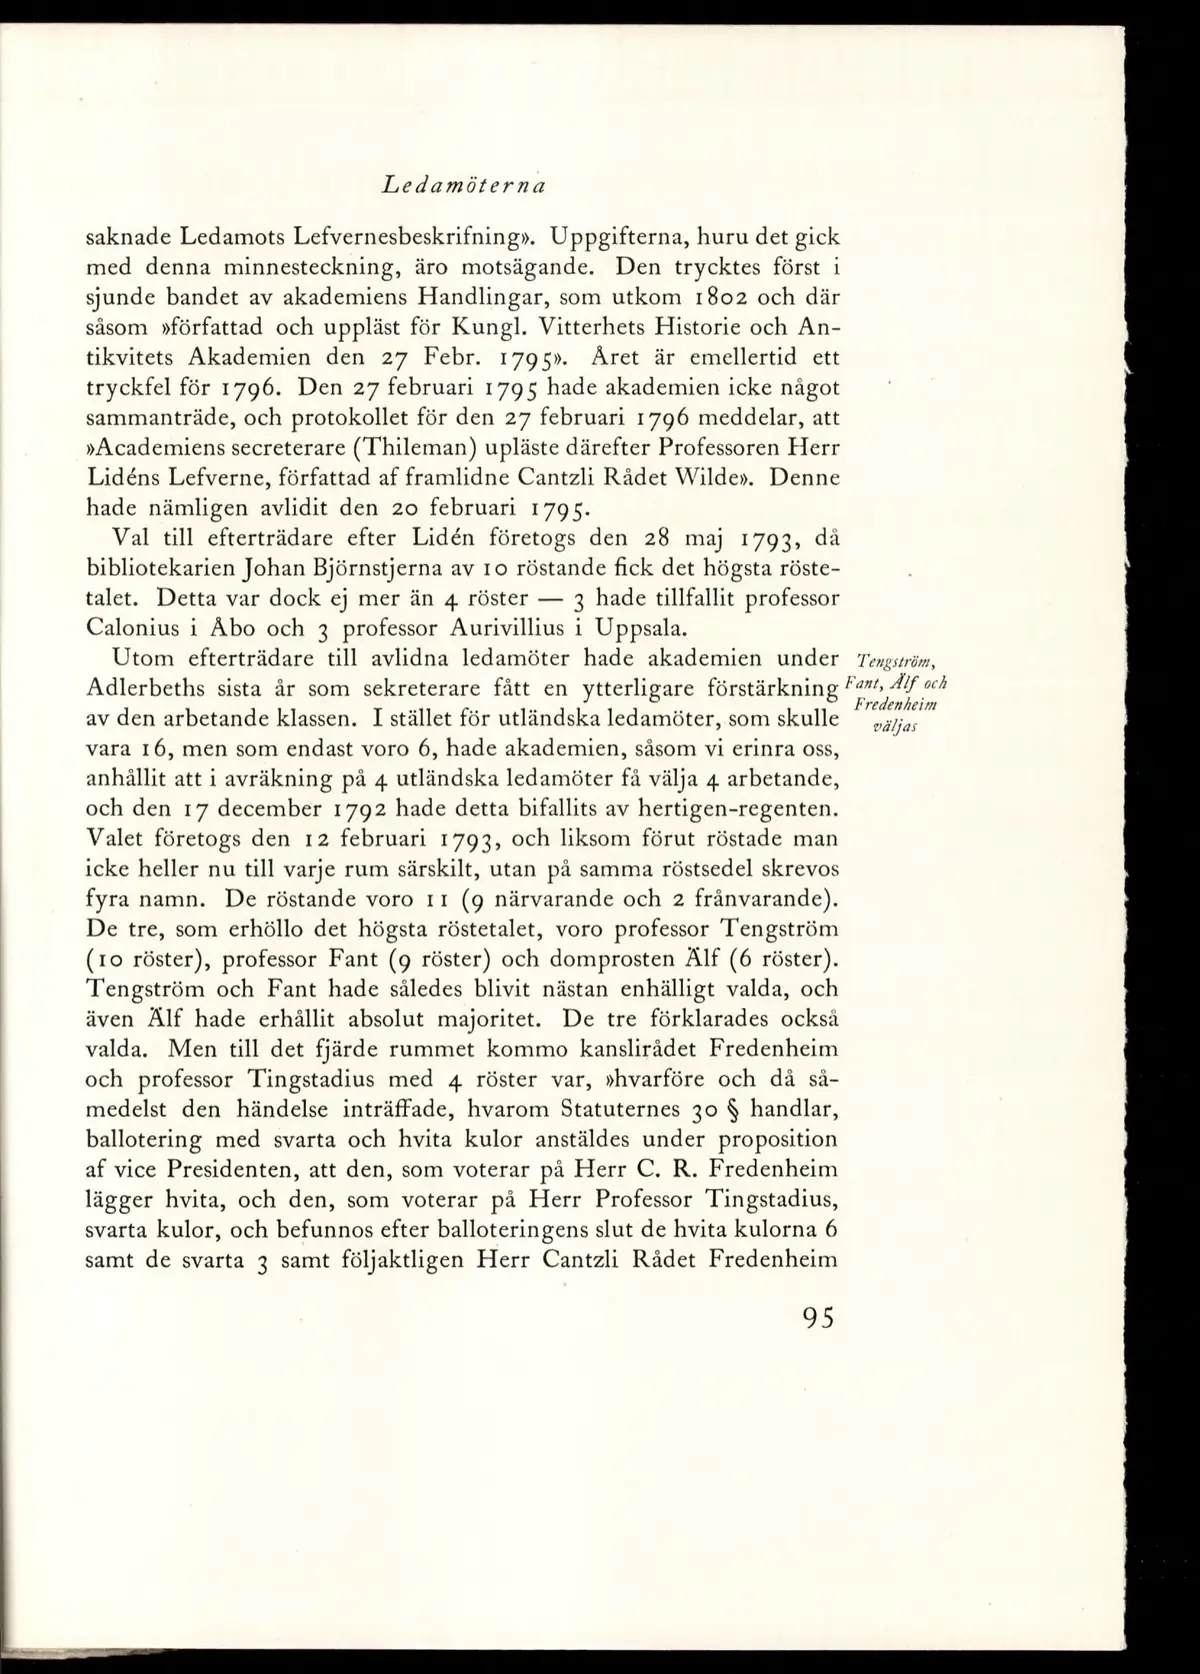 Ledamöterna
saknade Ledamots Lefvernesbeskrifning». Uppgifterna, huru det gick
med denna minnesteckning, äro motsägande. Den trycktes först i
sjunde bandet av akademiens Handlingar, som utkom 1802 och där
såsom »författad och uppläst för Kungl. Vitterhets Historie och An-
tikvitets Akademien den 27 Febr. 1795». Året är emellertid ett
tryckfel för 1796. Den 27 februari 1795 hade akademien icke något
sammanträde, och protokollet för den 27 februari 1796 meddelar, att
»Academiens secreterare (Thileman) upläste därefter Professoren Herr
Lidéns Lefverne, författad af framlidne Cantzli Rådet Wilde». Denne
hade nämligen avlidit den 20 februari 1795.
Val till efterträdare efter Lidén företogs den 28 maj 1793, då
bibliotekarien Johan Björnstjerna av 10 röstande fick det högsta röste-
talet. Detta var dock ej mer än 4 röster — 3 hade tillfallit professor
Calonius i Åbo och 3 professor Aurivillius i Uppsala.
Utom efterträdare till avlidna ledamöter hade akademien under
Adlerbeths sista år som sekreterare fått en ytterligare förstärkning
av den arbetande klassen. I stället för utländska ledamöter, som skulle
vara 16, men som endast voro 6, hade akademien, såsom vi erinra oss,
anhållit att i avräkning på 4 utländska ledamöter få välja 4 arbetande,
och den 17 december 1792 hade detta bifallits av hertigen-regenten.
Valet företogs den 12 februari 1793, och liksom förut röstade man
icke heller nu till varje rum särskilt, utan på samma röstsedel skrevos
fyra namn. De röstande voro 11 (9 närvarande och 2 frånvarande).
De tre, som erhöllo det högsta röstetalet, voro professor Tengström
(10 röster), professor Fant (9 röster) och domprosten Älf (6 röster).
Tengström och Fant hade således blivit nästan enhälligt valda, och
även Älf hade erhållit absolut majoritet. De tre förklarades också
valda. Men till det fjärde rummet kommo kanslirådet Fredenheim
och professor Tingstadius med 4 röster var, »hvarföre och då så-
medelst den händelse inträffade, hvarom Statuternes 30 § handlar,
ballotering med svarta och hvita kulor anstäldes under proposition
af vice Presidenten, att den, som voterar på Herr C. R. Fredenheim
lägger hvita, och den, som voterar på Herr Professor Tingstadius,
svarta kulor, och befunnos efter balloteringens slut de hvita kulorna 6
samt de svarta 3 samt följaktligen Herr Cantzli Rådet Fredenheim
Tengström,
Fant, Älf och
Fredenheim
väljas
95